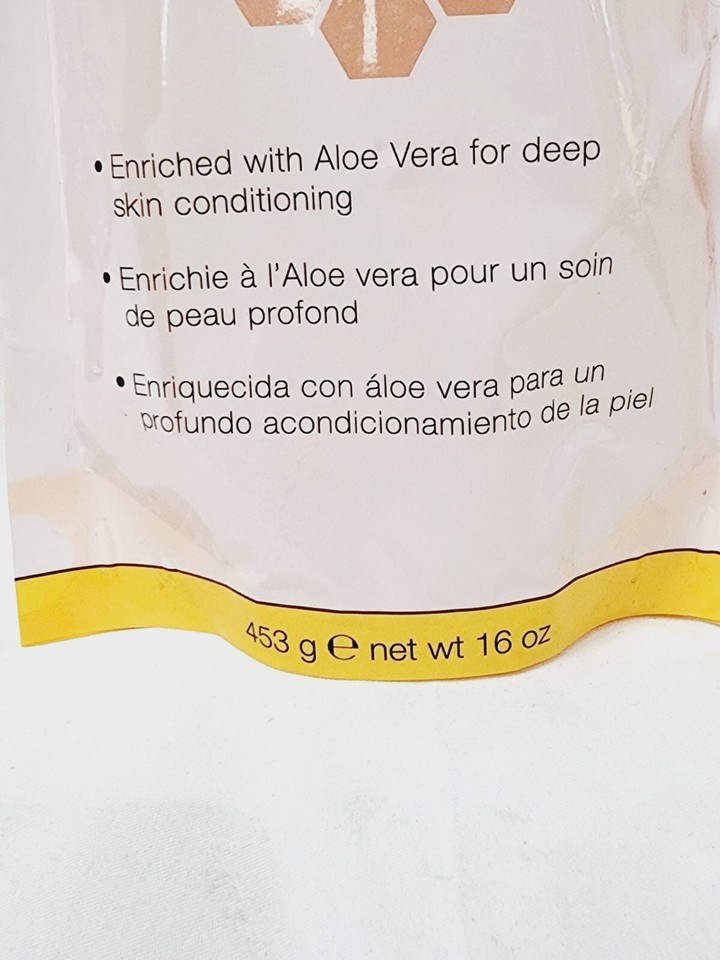 • Enriched with Aloe Vera for deep
skin conditioning
• Enrichie à l'Aloe vera pour un soin
de peau profond
• Enriquecida con áloe vera para un
profundo acondicionamiento de la piel
453 g ℮ net wt 16 oz